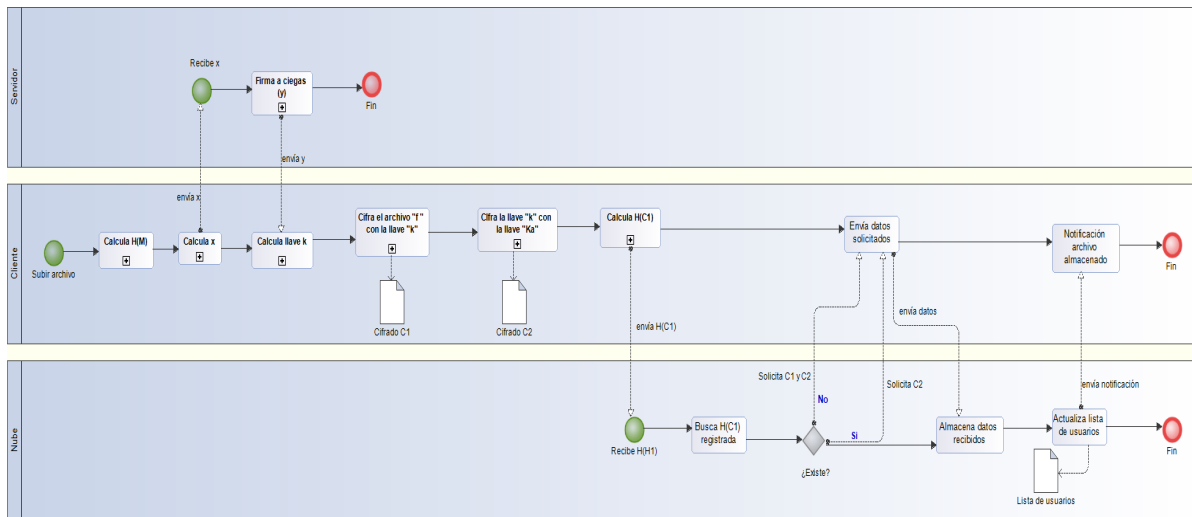 Servidor
Recibe x
Firma a ciegas
(y)
Fin
envía x
envía y
Cliente
Subir archivo
Calcula H(M)
Calcula x
Calcula llave k
Cifra el archivo "f"
con la llave "k"
Cifrado C1
CIfra la llave "k" con
la llave "Ka"
Cifrado C2
Calcula H(C1)
envía H(C1)
Envía datos
solicitados
envía datos
Notificación
archivo
almacenado
Fin
Nube
Recibe H(H1)
Busca H(C1)
registrada
¿Existe?
Solicita C1 y C2
No
Solicita C2
Si
Almacena datos
recibidos
envía notificación
Actualiza lista
de usuarios
Lista de usuarios
Fin